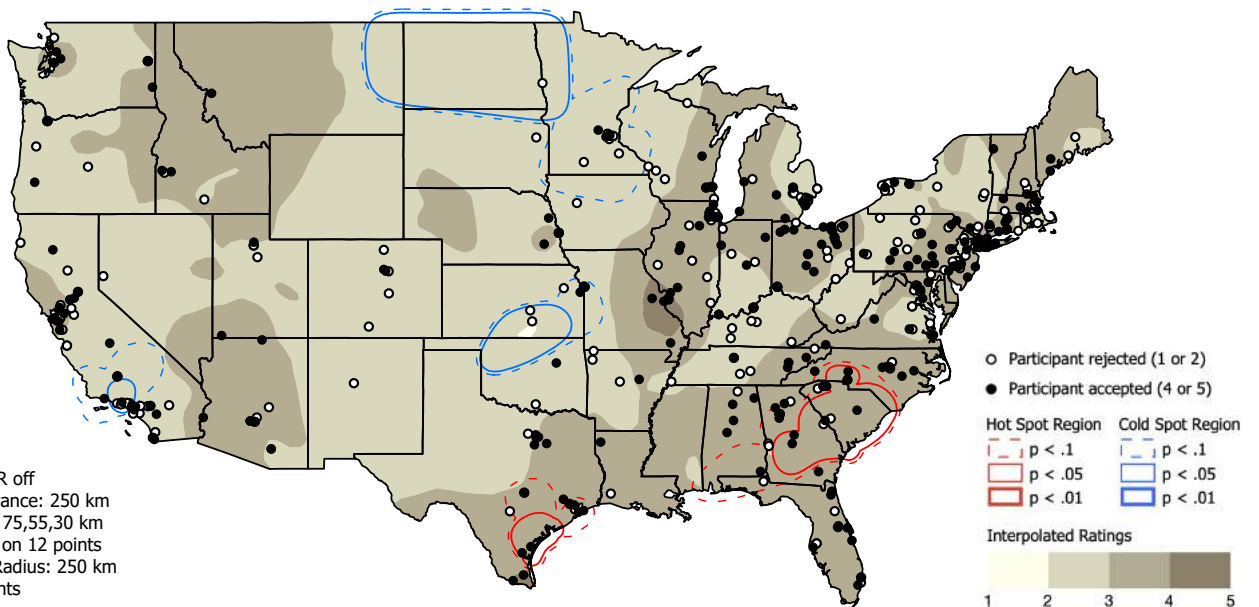 R off
rance: 250 km
75,55,30 km
on 12 points
Radius: 250 km
nts
Participant rejected (1 or 2)
Participant accepted (4 or 5)
Hot Spot Region Cold Spot Region
p < .1 p < .1
p < .05 p < .05
p < .01 p < .01
Interpolated Ratings
1 2 3 4 5